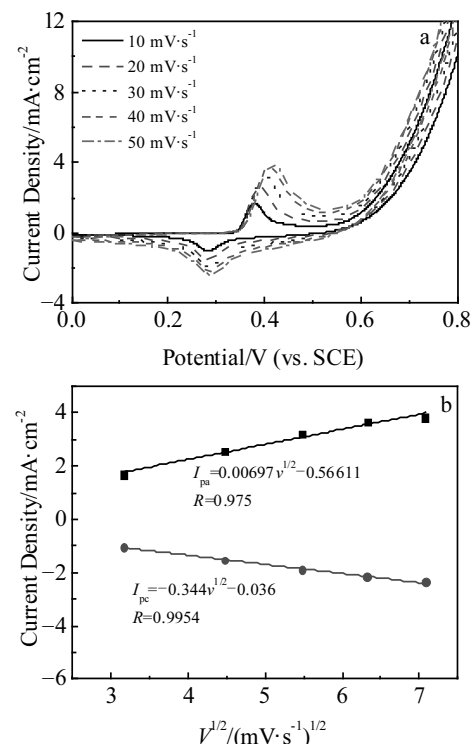 12
8
4
0
−4
Current Density/mA·cm⁻²
a
10 mV·s⁻¹
20 mV·s⁻¹
30 mV·s⁻¹
40 mV·s⁻¹
50 mV·s⁻¹
0.0 0.2 0.4 0.6 0.8
Potential/V (vs. SCE)
4
2
0
−2
−4
−6
Current Density/mA·cm⁻²
b
I_pa=0.00697v^1/2−0.56611
R=0.975
I_pc=−0.344v^1/2−0.036
R=0.9954
3 4 5 6 7
V^1/2/(mV·s⁻¹)^1/2